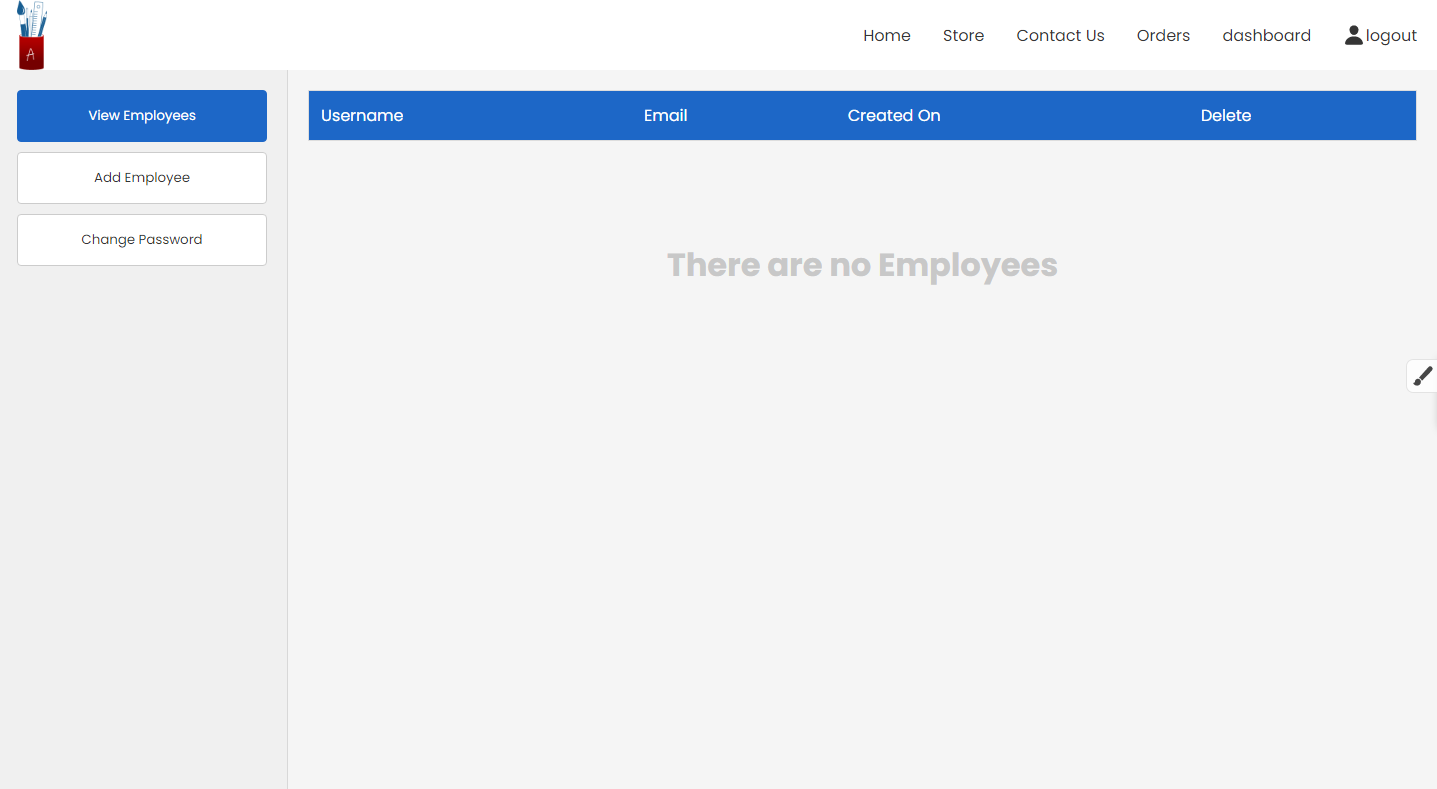 A
Home Store Contact Us Orders dashboard logout
View Employees
Add Employee
Change Password
Username Email Created On Delete
There are no Employees